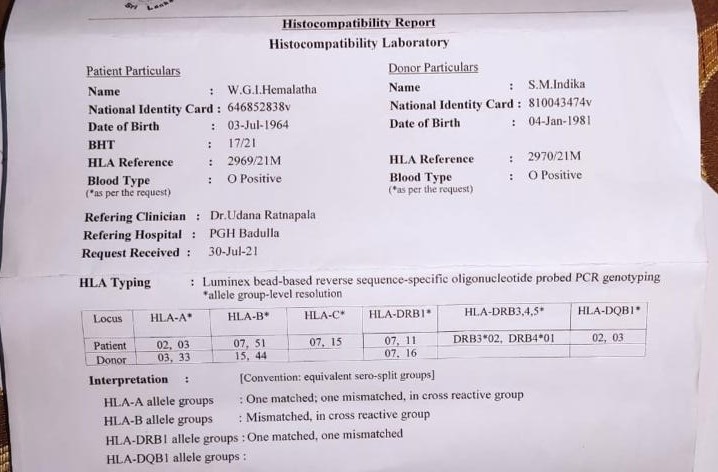 Sri Lanka
Histocompatibility Report
Histocompatibility Laboratory
Patient Particulars
Name : W.G.I.Hemalatha
National Identity Card : 646852838v
Date of Birth : 03-Jul-1964
BHT : 17/21
HLA Reference : 2969/21M
Blood Type : O Positive
(*as per the request)
Donor Particulars
Name : S.M.Indika
National Identity Card : 810043474v
Date of Birth : 04-Jan-1981
HLA Reference : 2970/21M
Blood Type : O Positive
(*as per the request)
Refering Clinician : Dr.Udana Ratnapala
Refering Hospital : PGH Badulla
Request Received : 30-Jul-21
HLA Typing : Luminex bead-based reverse sequence-specific oligonucleotide probed PCR genotyping
*allele group-level resolution
Locus HLA-A* HLA-B* HLA-C* HLA-DRB1* HLA-DRB3,4,5* HLA-DQB1*
Patient 02, 03 07, 51 07, 15 07, 11 DRB3*02, DRB4*01 02, 03
Donor 03, 33 15, 44 07, 16
Interpretation : [Convention: equivalent sero-split groups]
HLA-A allele groups : One matched; one mismatched, in cross reactive group
HLA-B allele groups : Mismatched, in cross reactive group
HLA-DRB1 allele groups : One matched, one mismatched
HLA-DQB1 allele groups :